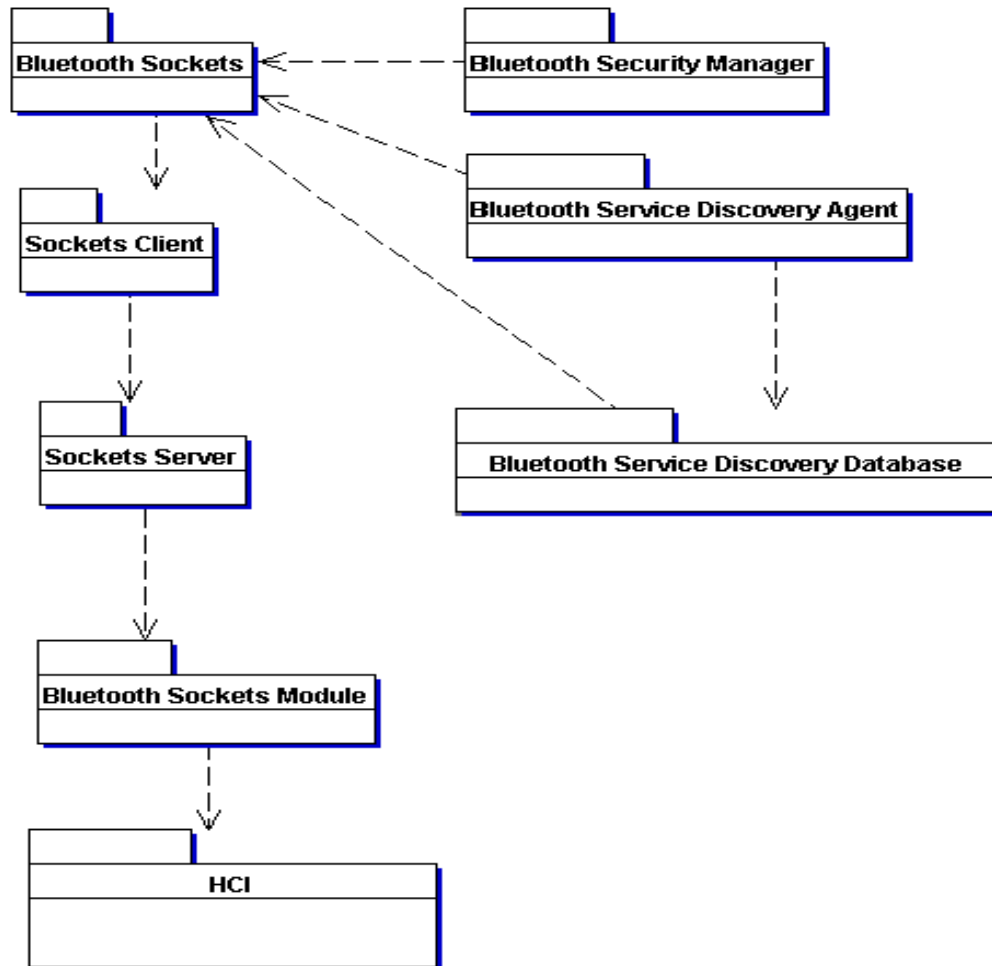 Bluetooth Sockets
Bluetooth Security Manager
Bluetooth Service Discovery Agent
Sockets Client
Sockets Server
Bluetooth Service Discovery Database
Bluetooth Sockets Module
HCI